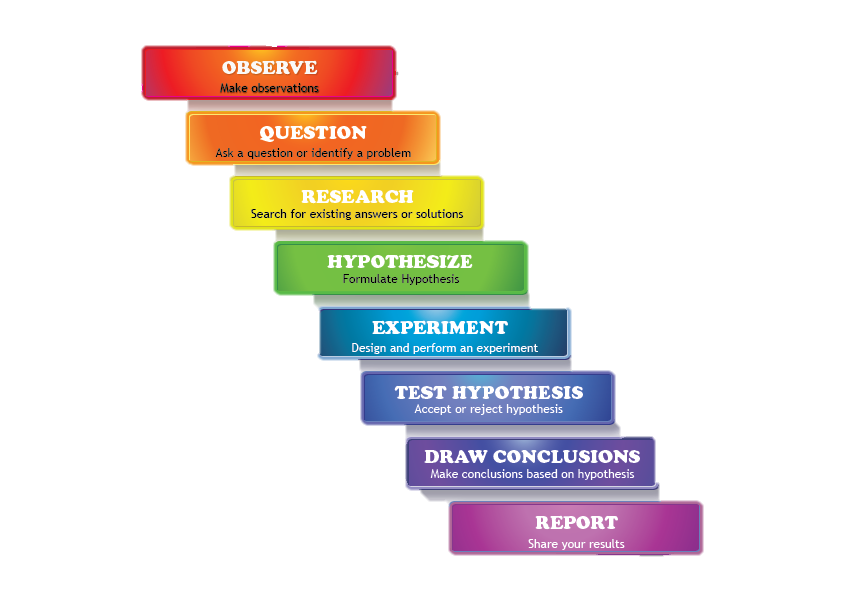 OBSERVE
Make observations
QUESTION
Ask a question or identify a problem
RESEARCH
Search for existing answers or solutions
HYPOTHESIZE
Formulate Hypothesis
EXPERIMENT
Design and perform an experiment
TEST HYPOTHESIS
Accept or reject hypothesis
DRAW CONCLUSIONS
Make conclusions based on hypothesis
REPORT
Share your results